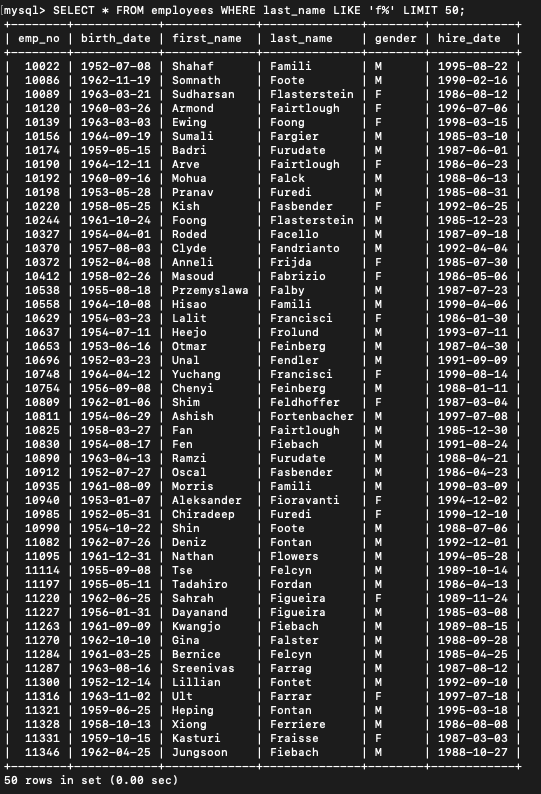 mysql> SELECT * FROM employees WHERE last_name LIKE 'f%' LIMIT 50;
+--------+------------+-------------+--------------+--------+------------+
| emp_no | birth_date | first_name  | last_name    | gender | hire_date  |
+--------+------------+-------------+--------------+--------+------------+
|  10022 | 1952-07-08 | Shahaf      | Famili       | M      | 1995-08-22 |
|  10086 | 1962-11-19 | Somnath     | Foote        | M      | 1990-02-16 |
|  10089 | 1963-03-21 | Sudharsan   | Flasterstein | F      | 1986-08-12 |
|  10120 | 1960-03-26 | Armond      | Fairtlough   | F      | 1996-07-06 |
|  10139 | 1963-03-03 | Ewing       | Foong        | F      | 1998-03-15 |
|  10156 | 1964-09-19 | Sumali      | Fargier      | M      | 1985-03-10 |
|  10174 | 1959-05-15 | Badri       | Furudate     | M      | 1987-06-01 |
|  10190 | 1964-12-11 | Arve        | Fairtlough   | F      | 1986-06-23 |
|  10192 | 1960-09-16 | Mohua       | Falck        | M      | 1988-06-13 |
|  10198 | 1953-05-28 | Pranav      | Furedi       | M      | 1985-08-31 |
|  10220 | 1958-05-25 | Kish        | Fasbender    | F      | 1992-06-25 |
|  10244 | 1961-10-24 | Foong       | Flasterstein | M      | 1985-12-23 |
|  10327 | 1954-04-01 | Roded       | Facello      | M      | 1987-09-18 |
|  10370 | 1957-08-03 | Clyde       | Fandrianto   | M      | 1992-04-04 |
|  10372 | 1952-04-08 | Anneli      | Frijda       | F      | 1985-07-30 |
|  10412 | 1958-02-26 | Masoud      | Fabrizio     | F      | 1986-05-06 |
|  10538 | 1955-08-18 | Przemyslawa | Falby        | M      | 1987-07-23 |
|  10558 | 1964-10-08 | Hisao       | Famili       | M      | 1990-04-06 |
|  10629 | 1954-03-23 | Lalit       | Francisci    | F      | 1986-01-30 |
|  10637 | 1954-07-11 | Heejo       | Frolund      | M      | 1993-07-11 |
|  10653 | 1953-06-16 | Otmar       | Feinberg     | M      | 1987-04-30 |
|  10696 | 1952-03-23 | Unal        | Fendler      | M      | 1991-09-09 |
|  10748 | 1964-04-12 | Yuchang     | Francisci    | F      | 1990-08-14 |
|  10754 | 1956-09-08 | Chenyi      | Feinberg     | M      | 1988-01-11 |
|  10809 | 1962-01-06 | Shim        | Feldhoffer   | F      | 1987-03-04 |
|  10811 | 1954-06-29 | Ashish      | Fortenbacher | M      | 1997-07-08 |
|  10825 | 1958-03-27 | Fan         | Fairtlough   | M      | 1985-12-30 |
|  10830 | 1954-08-17 | Fen         | Fiebach      | M      | 1991-08-24 |
|  10890 | 1963-04-13 | Ramzi       | Furudate     | M      | 1988-04-21 |
|  10912 | 1952-07-27 | Oscal       | Fasbender    | M      | 1986-04-23 |
|  10935 | 1961-08-09 | Morris      | Famili       | M      | 1990-03-09 |
|  10940 | 1953-01-07 | Aleksander  | Fioravanti   | F      | 1994-12-02 |
|  10985 | 1952-05-31 | Chiradeep   | Furedi       | F      | 1990-12-10 |
|  10990 | 1954-10-22 | Shin        | Foote        | M      | 1988-07-06 |
|  11082 | 1962-07-26 | Deniz       | Fontan       | M      | 1992-12-01 |
|  11095 | 1961-12-31 | Nathan      | Flowers      | M      | 1994-05-28 |
|  11114 | 1955-09-08 | Tse         | Felcyn       | M      | 1989-10-14 |
|  11197 | 1955-05-11 | Tadahiro    | Fordan       | M      | 1986-04-13 |
|  11220 | 1962-06-25 | Sahrah      | Figueira     | F      | 1989-11-24 |
|  11227 | 1956-01-31 | Dayanand    | Figueira     | M      | 1985-03-08 |
|  11263 | 1961-09-09 | Kwangjo     | Fiebach      | M      | 1989-08-15 |
|  11270 | 1962-10-10 | Gina        | Falster      | M      | 1988-09-28 |
|  11284 | 1961-03-25 | Bernice     | Felcyn       | M      | 1985-04-25 |
|  11287 | 1963-08-16 | Sreenivas   | Farrag       | M      | 1987-08-12 |
|  11300 | 1952-12-14 | Lillian     | Fontet       | M      | 1992-09-10 |
|  11316 | 1963-11-02 | Ult         | Farrar       | F      | 1997-07-18 |
|  11321 | 1959-06-25 | Heping      | Fontan       | M      | 1995-03-18 |
|  11328 | 1958-10-13 | Xiong       | Ferriere     | M      | 1986-08-08 |
|  11331 | 1959-10-15 | Kasturi     | Fraisse      | F      | 1987-03-03 |
|  11346 | 1962-04-25 | Jungsoon    | Fiebach      | M      | 1988-10-27 |
+--------+------------+-------------+--------------+--------+------------+
50 rows in set (0.00 sec)